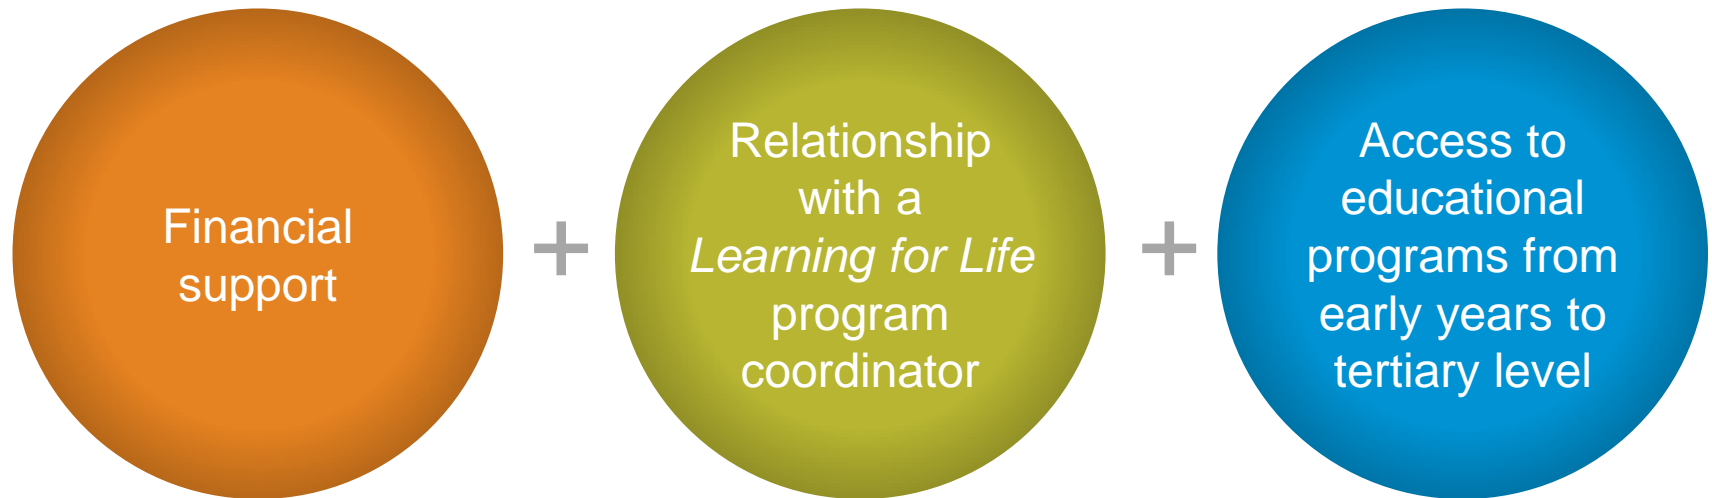 Financial
support
+
Relationship
with a
Learning for Life
program
coordinator
+
Access to
educational
programs from
early years to
tertiary level